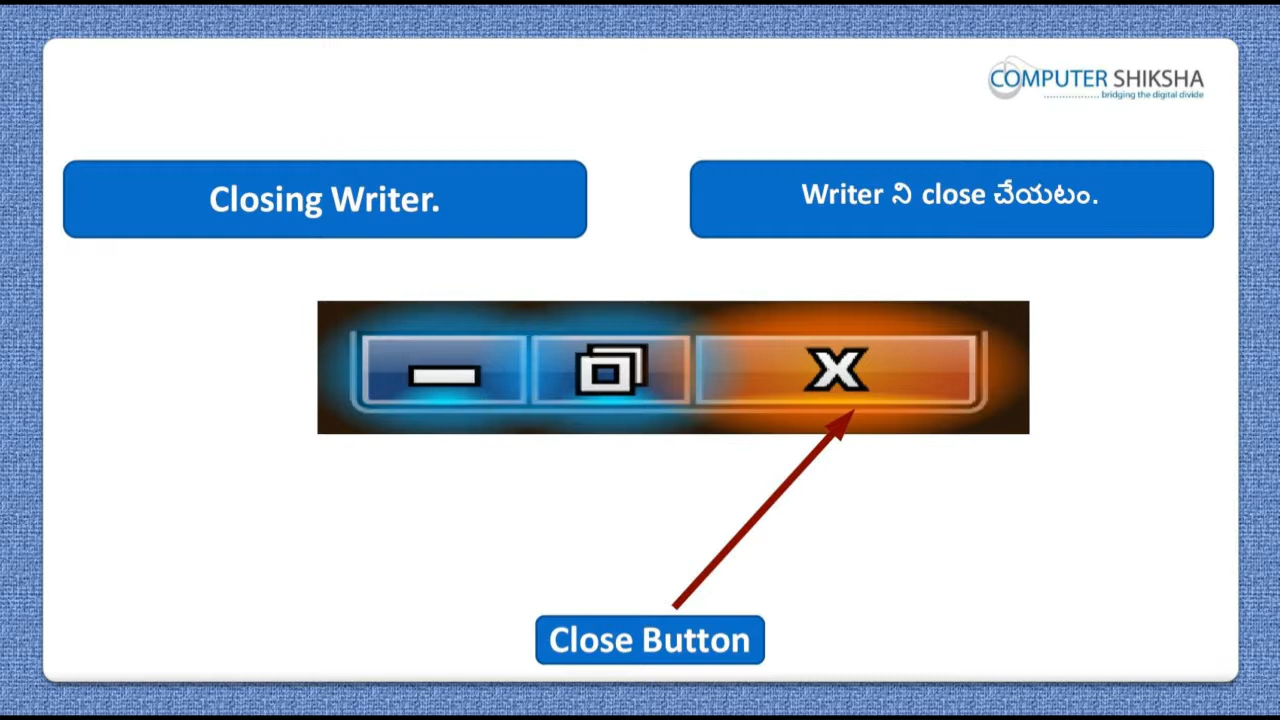 COMPUTER SHIKSHA
bridging the digital divide
Closing Writer.
Writer ని close చేయటం.
Close Button